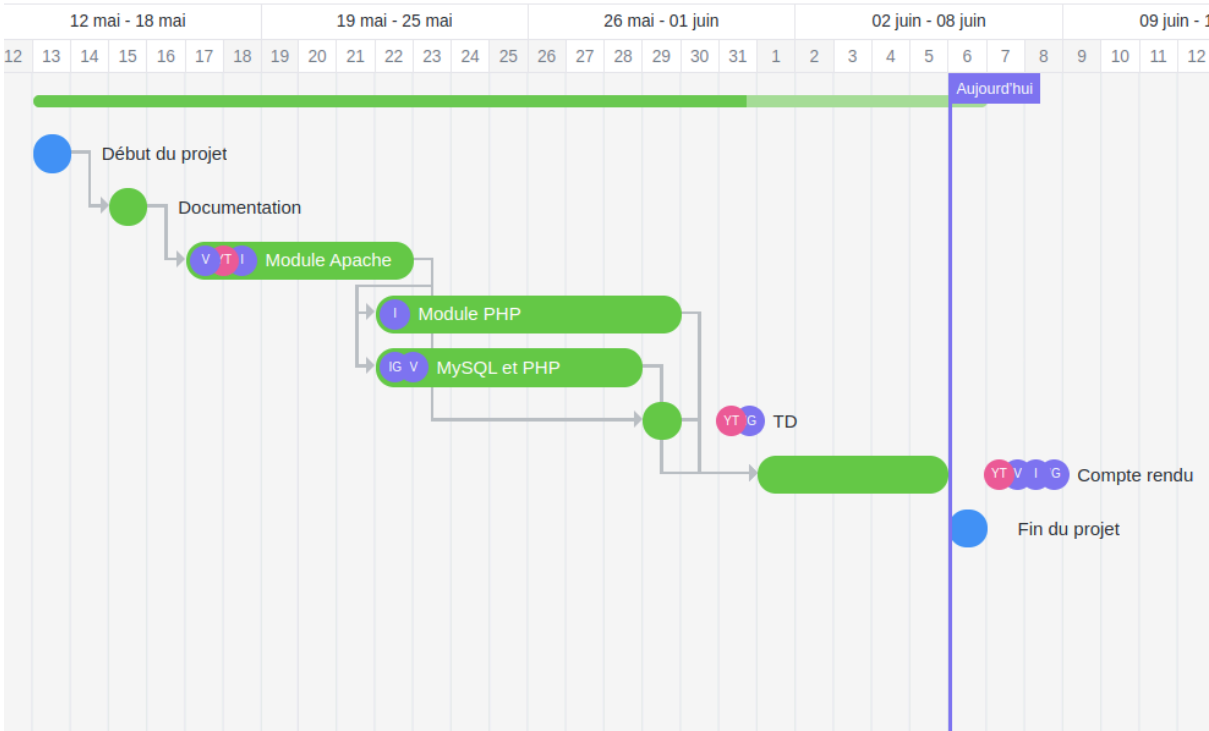 12 mai - 18 mai 19 mai - 25 mai 26 mai - 01 juin 02 juin - 08 juin 09 juin - 1
12 13 14 15 16 17 18 19 20 21 22 23 24 25 26 27 28 29 30 31 1 2 3 4 5 6 7 8 9 10 11 12
Aujourd'hui
Début du projet
Documentation
V YT I Module Apache
I Module PHP
IG V MySQL et PHP
YT G TD
YT V I G Compte rendu
Fin du projet